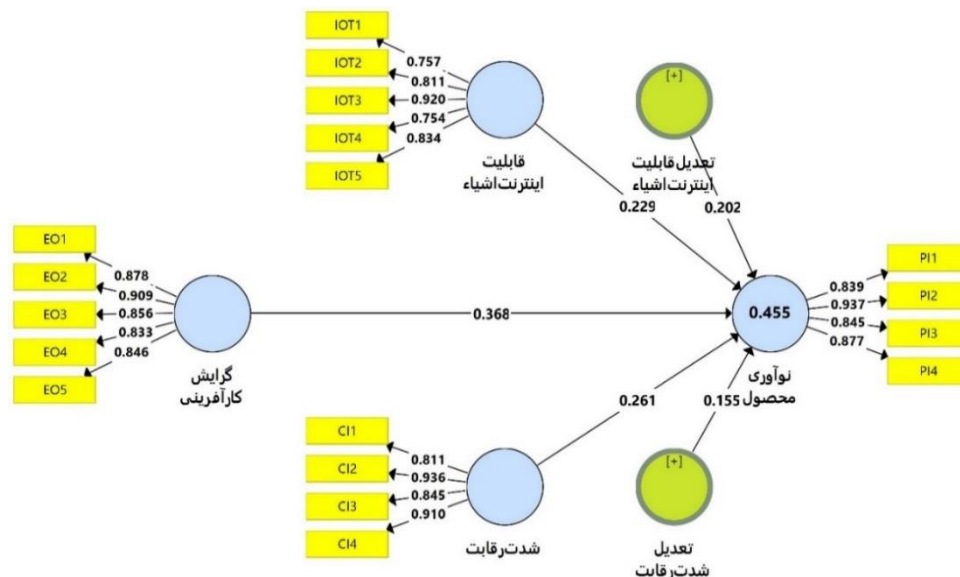 IOT1
IOT2
IOT3
IOT4
IOT5
0.757
0.811
0.920
0.754
0.834
قابلیت
اینترنت‌اشیاء
[+]
تعدیل‌قابلیت
اینترنت‌اشیاء
0.229
0.202
EO1
EO2
EO3
EO4
EO5
0.878
0.909
0.856
0.833
0.846
گرایش
کارآفرینی
0.368
0.455
نوآوری
محصول
0.839
0.937
0.845
0.877
PI1
PI2
PI3
PI4
0.261
0.155
CI1
CI2
CI3
CI4
0.811
0.936
0.845
0.910
شدت‌رقابت
[+]
تعدیل
شدت‌رقابت